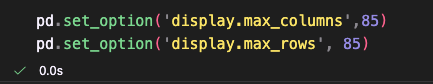 pd.set_option('display.max_columns',85)
pd.set_option('display.max_rows', 85)
0.0s